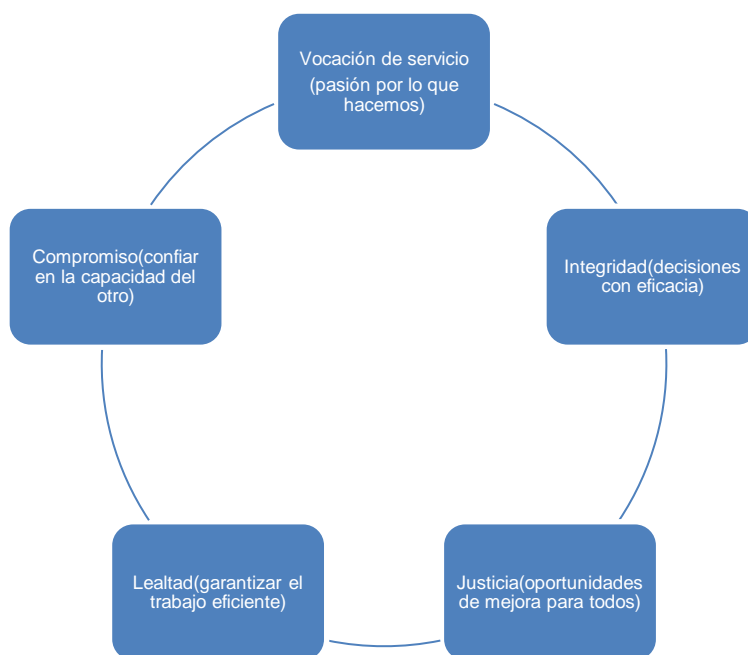 Vocación de servicio
(pasión por lo que
hacemos)
Integridad(decisiones
con eficacia)
Justicia(oportunidades
de mejora para todos)
Lealtad(garantizar el
trabajo eficiente)
Compromiso(confiar
en la capacidad del
otro)